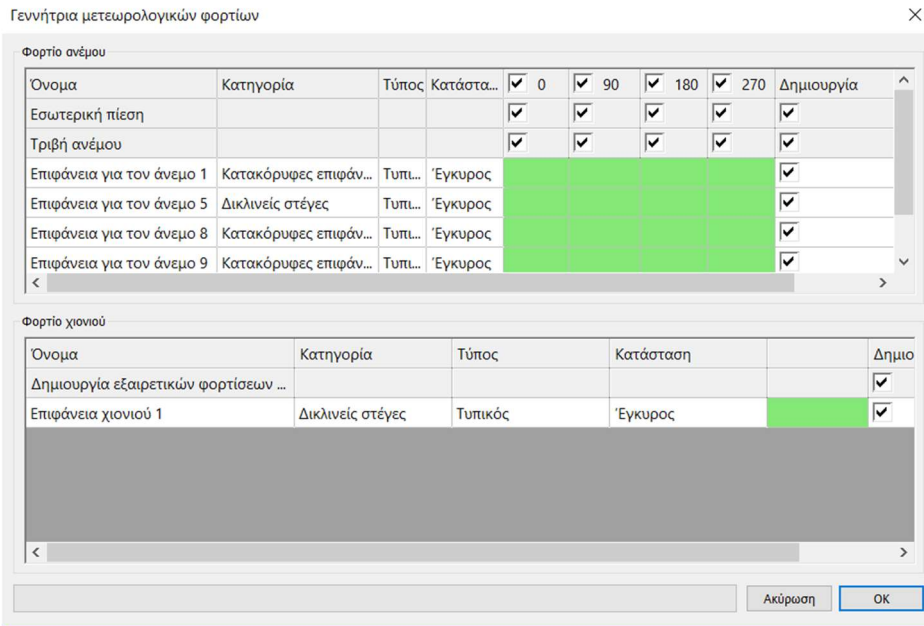 Γεννήτρια μετεωρολογικών φορτίων
Φορτίο ανέμου
Όνομα Κατηγορία Τύπος Κατάστα... 0 90 180 270 Δημιουργία
Εσωτερική πίεση
Τριβή ανέμου
Επιφάνεια για τον άνεμο 1 Κατακόρυφες επιφάν... Τυπι... Έγκυρος
Επιφάνεια για τον άνεμο 5 Δικλινείς στέγες Τυπι... Έγκυρος
Επιφάνεια για τον άνεμο 8 Κατακόρυφες επιφάν... Τυπι... Έγκυρος
Επιφάνεια για τον άνεμο 9 Κατακόρυφες επιφάν... Τυπι... Έγκυρος
Φορτίο χιονιού
Όνομα Κατηγορία Τύπος Κατάσταση Δημιο
Δημιουργία εξαιρετικών φορτίσεων ...
Επιφάνεια χιονιού 1 Δικλινείς στέγες Τυπικός Έγκυρος
Ακύρωση OK